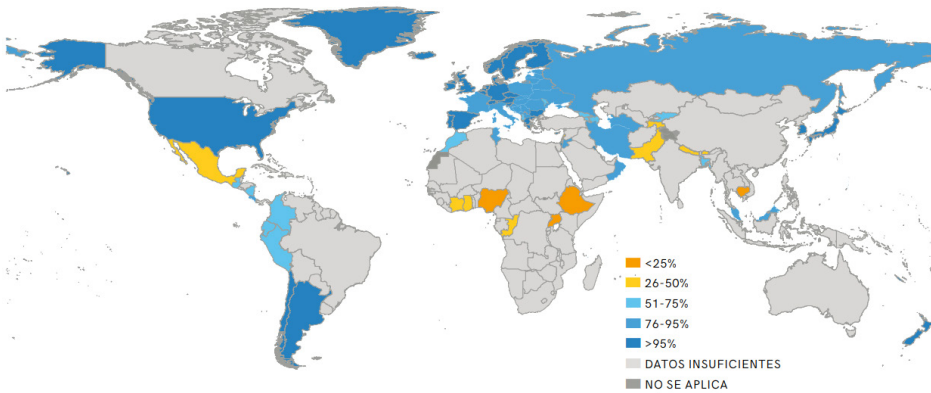 <25%
26-50%
51-75%
76-95%
>95%
DATOS INSUFICIENTES
NO SE APLICA